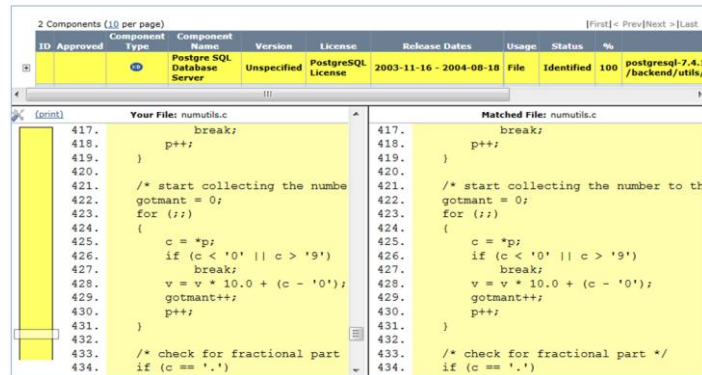 2 Components (10 per page) |First|< Prev|Next >|Last
ID Approved Component Type Component Name Version License Release Dates Usage Status %
Postgre SQL Database Server Unspecified PostgreSQL License 2003-11-16 - 2004-08-18 File Identified 100 postgresql-7.4.1 /backend/utils/
(print) Your File: numutils.c
417. break;
418. p++;
419. }
420.
421. /* start collecting the numbe
422. gotmant = 0;
423. for (;;)
424. {
425. c = *p;
426. if (c < '0' || c > '9')
427. break;
428. v = v * 10.0 + (c - '0');
429. gotmant++;
430. p++;
431. }
432.
433. /* check for fractional part
434. if (c == '.')
Matched File: numutils.c
417. break;
418. p++;
419. }
420.
421. /* start collecting the number to th
422. gotmant = 0;
423. for (;;)
424. {
425. c = *p;
426. if (c < '0' || c > '9')
427. break;
428. v = v * 10.0 + (c - '0');
429. gotmant++;
430. p++;
431. }
432.
433. /* check for fractional part */
434. if (c == '.')